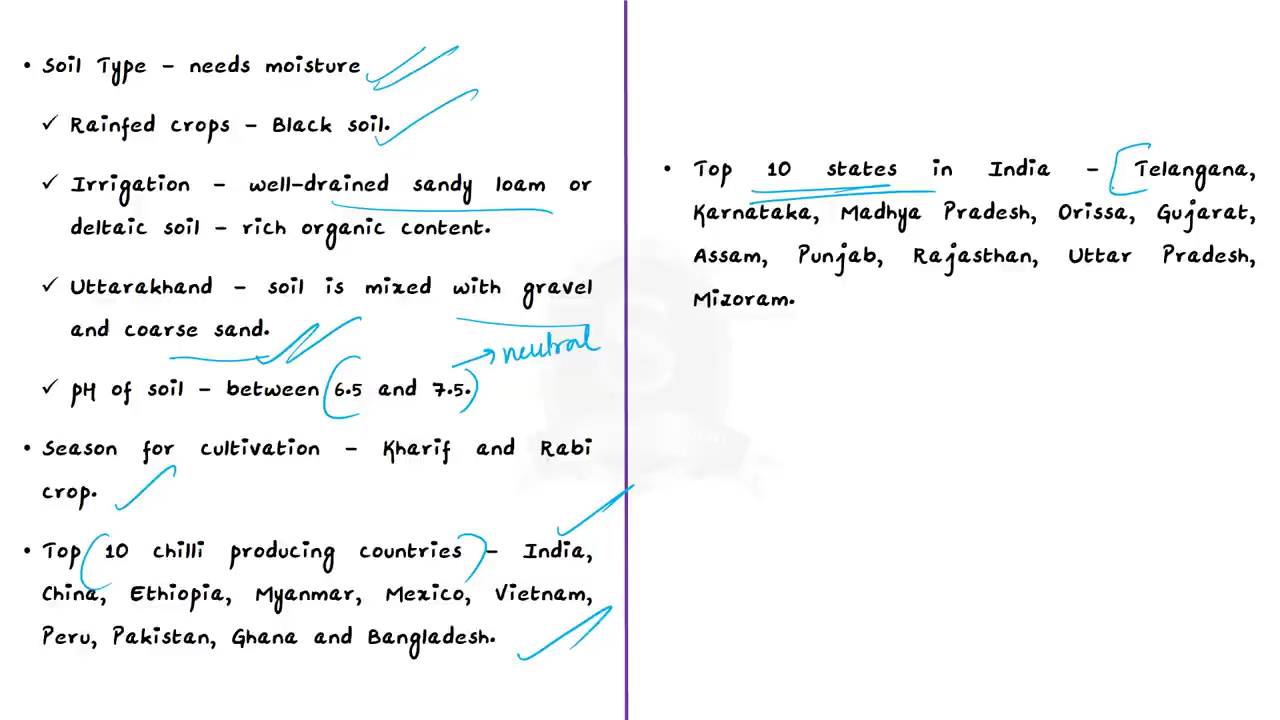 • Soil Type – needs moisture
✓ Rainfed crops – Black soil.
✓ Irrigation – well-drained sandy loam or
deltaic soil – rich organic content.
✓ Uttarakhand – soil is mixed with gravel
and coarse sand.
→ neutral
✓ pH of soil – between 6.5 and 7.5.
• Season for cultivation – Kharif and Rabi
crop.
• Top 10 chilli producing countries – India,
China, Ethiopia, Myanmar, Mexico, Vietnam,
Peru, Pakistan, Ghana and Bangladesh.
• Top 10 states in India – Telangana,
Karnataka, Madhya Pradesh, Orissa, Gujarat,
Assam, Punjab, Rajasthan, Uttar Pradesh,
Mizoram.